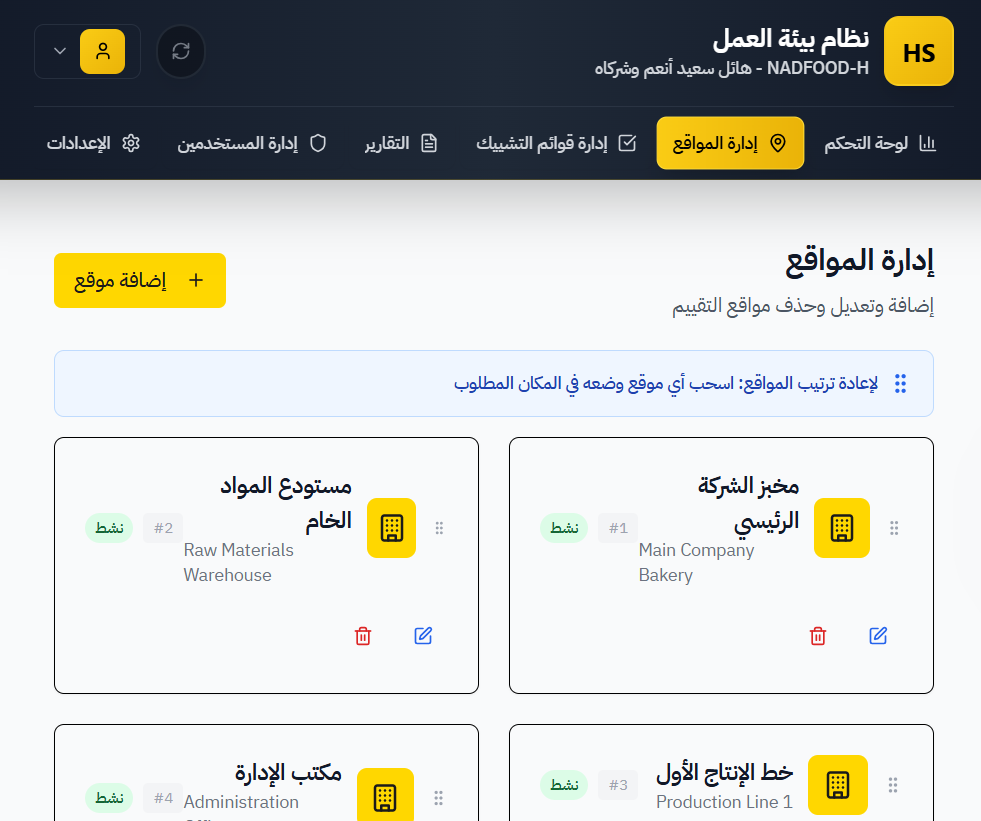 HS
نظام بيئة العمل
NADFOOD-H - هائل سعيد أنعم وشركاه
لوحة التحكم
إدارة المواقع
إدارة قوائم التشييك
التقارير
إدارة المستخدمين
الإعدادات
إدارة المواقع
إضافة وتعديل وحذف مواقع التقييم
إضافة موقع
لإعادة ترتيب المواقع: اسحب أي موقع وضعه في المكان المطلوب
مخبز الشركة
الرئيسي
Main Company
Bakery
#1
نشط
مستودع المواد
الخام
Raw Materials
Warehouse
#2
نشط
خط الإنتاج الأول
Production Line 1
#3
نشط
مكتب الإدارة
Administration
#4
نشط